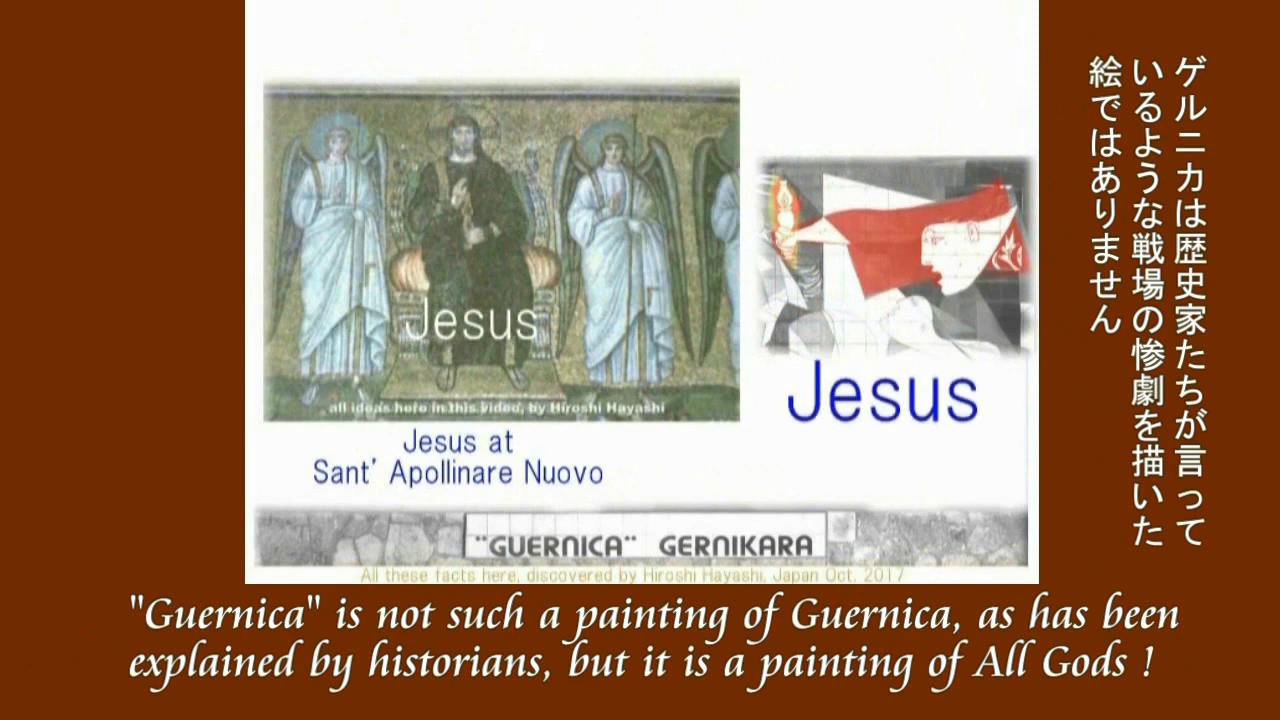 ゲルニカは歴史家たちが言って
いるような戦場の惨劇を描いた
絵ではありません
Jesus
all ideas here in this video, by Hiroshi Hayashi
Jesus at
Sant' Apollinare Nuovo
Jesus
"GUERNICA" GERNIKARA
All these facts here, discovered by Hiroshi Hayashi, Japan Oct. 2017
"Guernica" is not such a painting of Guernica, as has been
explained by historians, but it is a painting of All Gods !